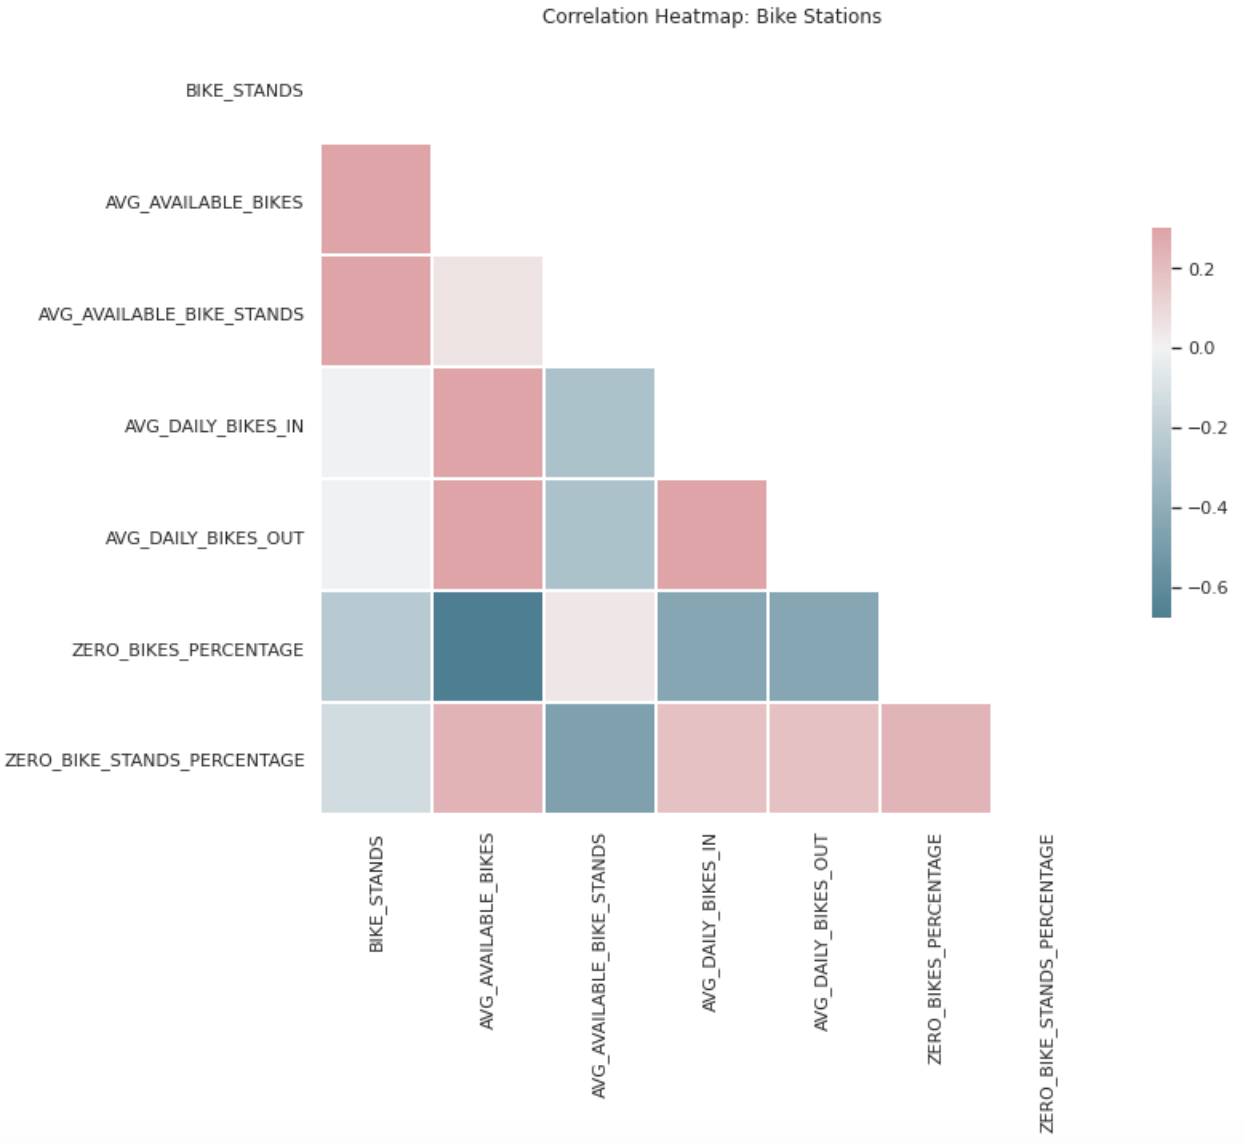 Correlation Heatmap: Bike Stations
BIKE_STANDS
AVG_AVAILABLE_BIKES
AVG_AVAILABLE_BIKE_STANDS
AVG_DAILY_BIKES_IN
AVG_DAILY_BIKES_OUT
ZERO_BIKES_PERCENTAGE
ZERO_BIKE_STANDS_PERCENTAGE
0.2
0.0
−0.2
−0.4
−0.6
BIKE_STANDS
AVG_AVAILABLE_BIKES
AVG_AVAILABLE_BIKE_STANDS
AVG_DAILY_BIKES_IN
AVG_DAILY_BIKES_OUT
ZERO_BIKES_PERCENTAGE
ZERO_BIKE_STANDS_PERCENTAGE